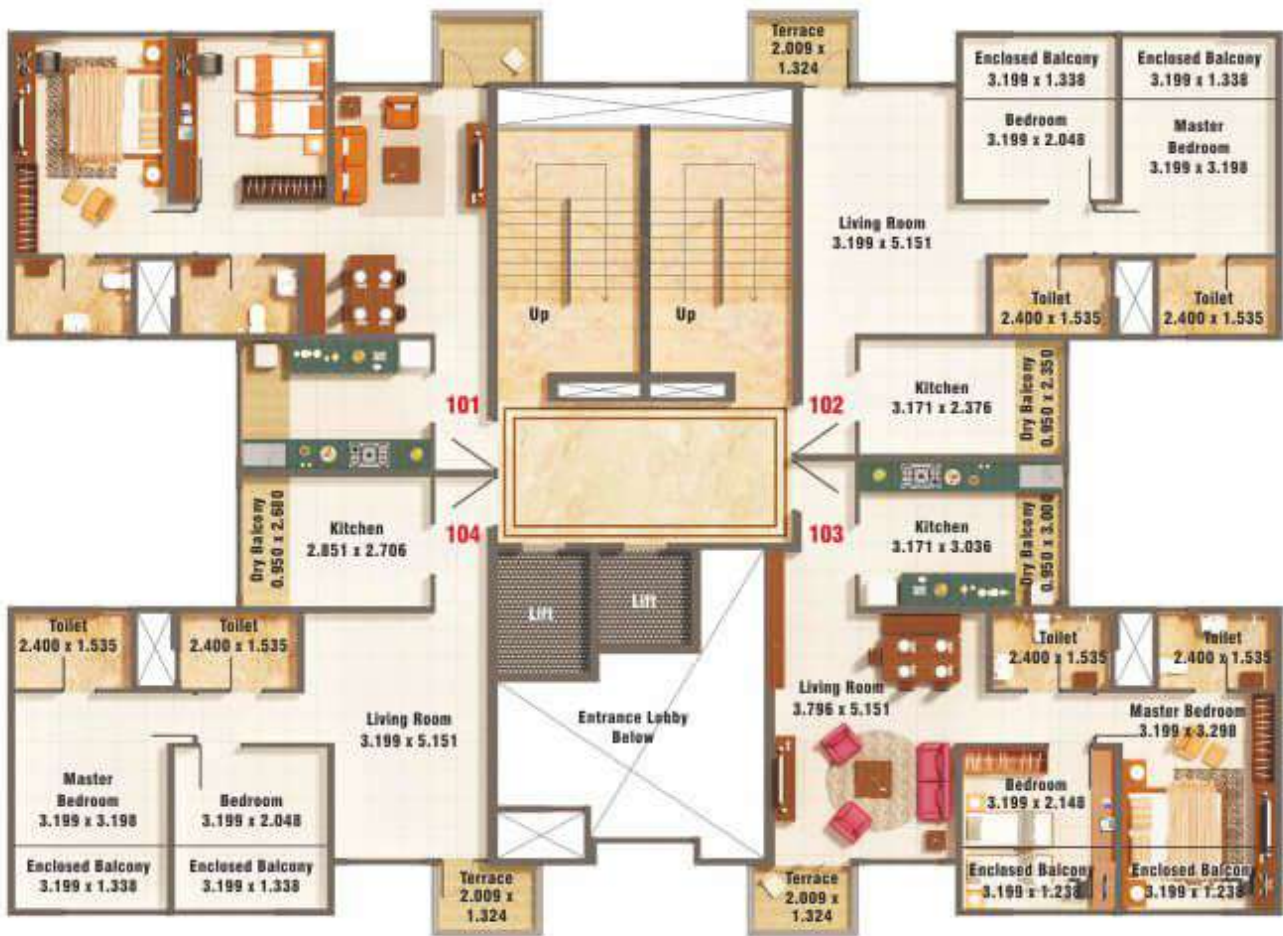 Terrace
2.009 x
1.324
Enclosed Balcony
3.199 x 1.338
Enclosed Balcony
3.199 x 1.338
Bedroom
3.199 x 2.048
Master
Bedroom
3.199 x 3.198
Living Room
3.199 x 5.151
Toilet
2.400 x 1.535
Toilet
2.400 x 1.535
Up
Up
Kitchen
3.171 x 2.376
Dry Balcony
0.950 x 2.350
101
102
104
103
Dry Balcony
0.950 x 2.680
Kitchen
2.851 x 2.706
Kitchen
3.171 x 3.036
Dry Balcony
0.950 x 3.000
Lift
Lift
Toilet
2.400 x 1.535
Toilet
2.400 x 1.535
Toilet
2.400 x 1.535
Toilet
2.400 x 1.535
Living Room
3.199 x 5.151
Entrance Lobby
Below
Living Room
3.796 x 5.151
Master Bedroom
3.199 x 3.298
Master
Bedroom
3.199 x 3.198
Bedroom
3.199 x 2.048
Bedroom
3.199 x 2.148
Enclosed Balcony
3.199 x 1.338
Enclosed Balcony
3.199 x 1.338
Terrace
2.009 x
1.324
Terrace
2.009 x
1.324
Enclosed Balcony
3.199 x 1.238
Enclosed Balcony
3.199 x 1.238